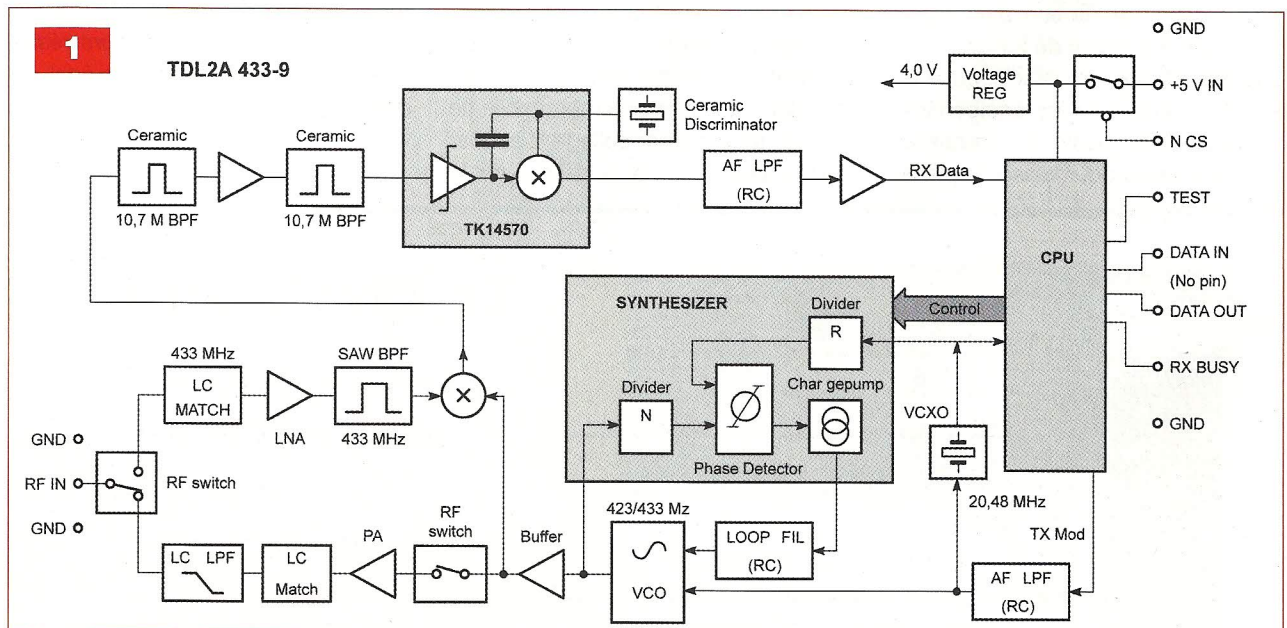 1
TDL2A 433-9
GND
4,0 V
Voltage
REG
+5 V IN
N CS
Ceramic
10,7 M BPF
Ceramic
10,7 M BPF
TK14570
Ceramic
Discriminator
AF LPF
(RC)
RX Data
CPU
TEST
DATA IN
(No pin)
DATA OUT
RX BUSY
GND
SYNTHESIZER
Control
Divider
R
Divider
N
Phase Detector
Char gepump
VCXO
20,48 MHz
433 MHz
LC
MATCH
LNA
SAW BPF
433 MHz
GND
RF IN
GND
RF switch
LC LPF
LC
Match
PA
RF
switch
Buffer
423/433 Mz
VCO
LOOP FIL
(RC)
TX Mod
AF LPF
(RC)